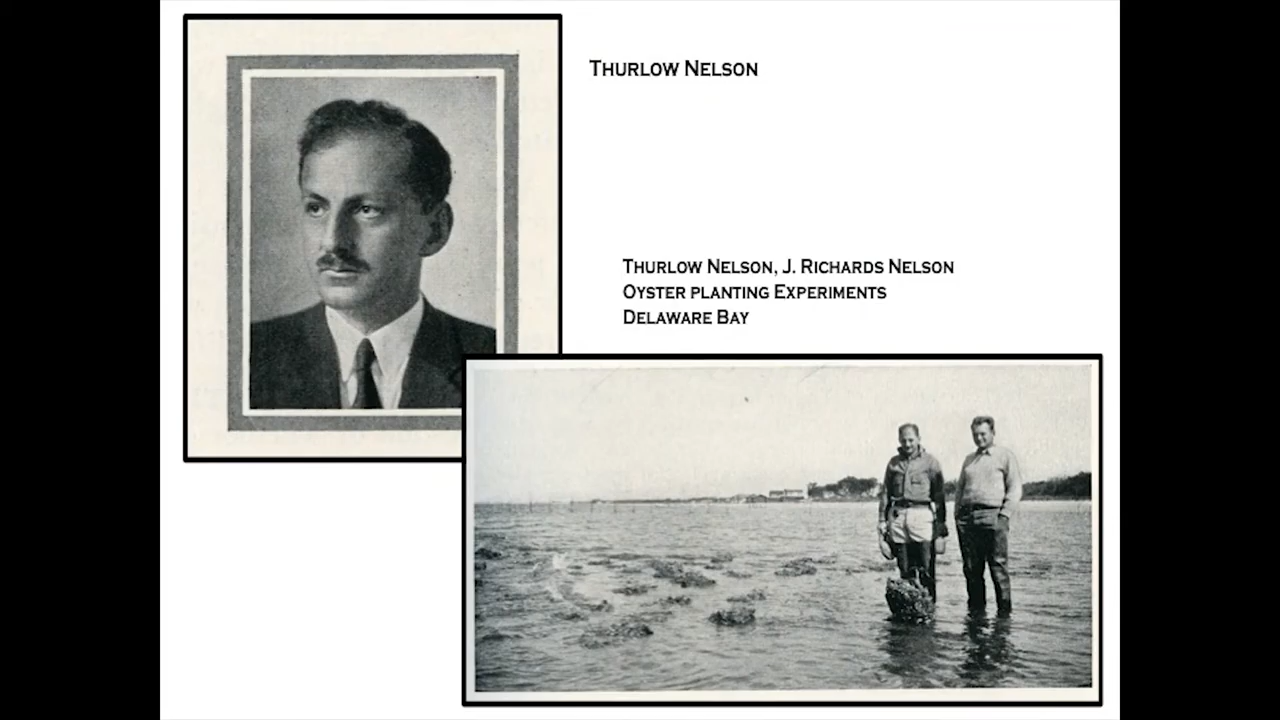 Thurlow Nelson
Thurlow Nelson, J. Richards Nelson
Oyster planting Experiments
Delaware Bay